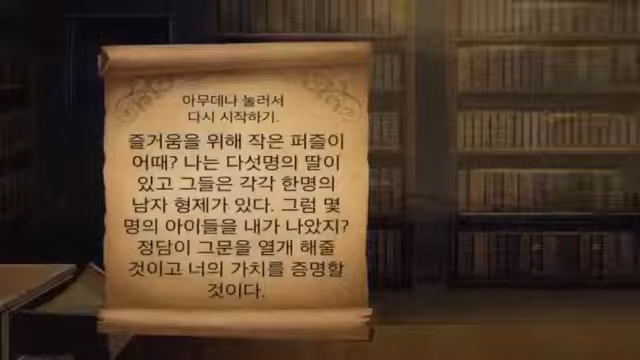 아무데나 눌러서
다시 시작하기.
즐거움을 위해 작은 퍼즐이
어때? 나는 다섯명의 딸이
있고 그들은 각각 한명의
남자 형제가 있다. 그럼 몇
명의 아이들을 내가 나았지?
정담이 그문을 열개 해줄
것이고 너의 가치를 증명할
것이다.